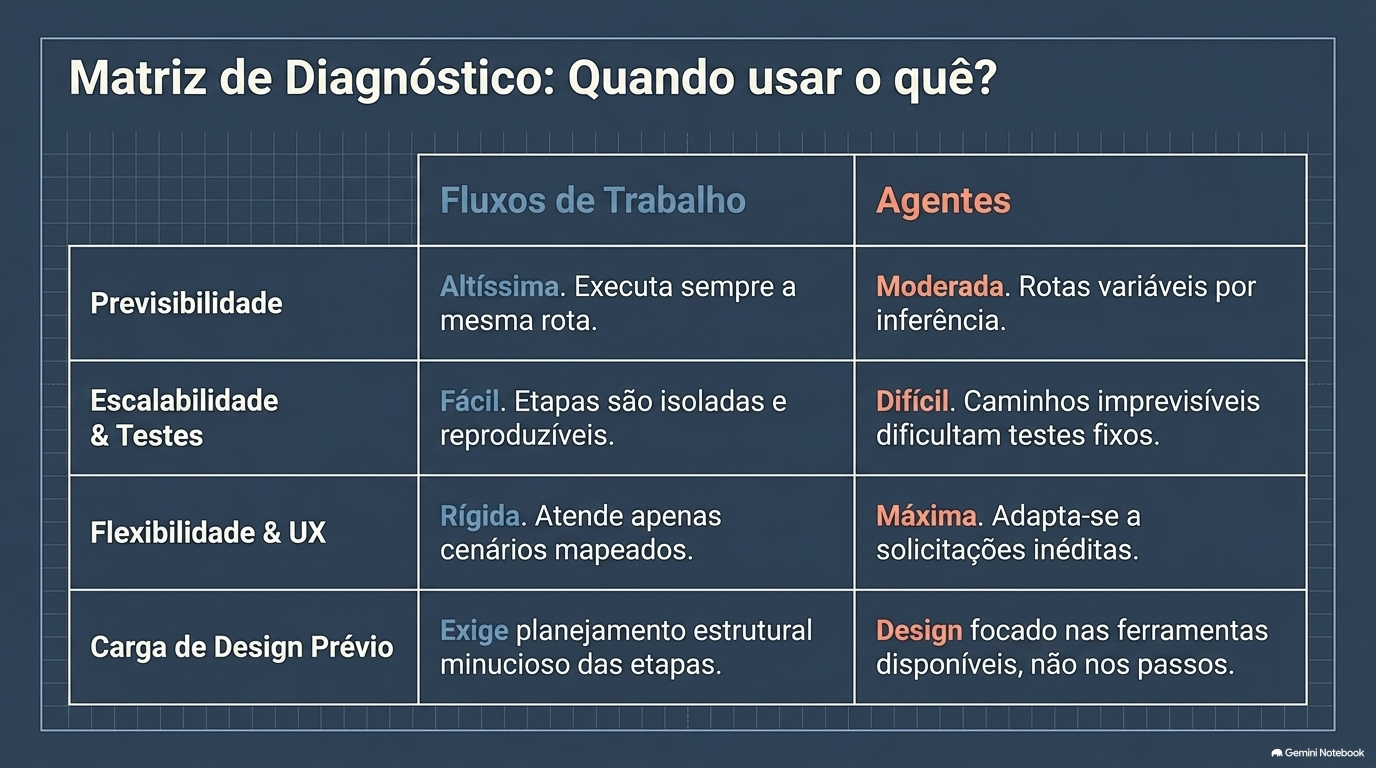 Matriz de Diagnóstico: Quando usar o quê?
Fluxos de Trabalho
Agentes
Previsibilidade
Altíssima. Executa sempre a
mesma rota.
Moderada. Rotas variáveis por
inferência.
Escalabilidade
& Testes
Fácil. Etapas são isoladas e
reproduzíveis.
Difícil. Caminhos imprevisíveis
dificultam testes fixos.
Flexibilidade & UX
Rígida. Atende apenas
cenários mapeados.
Máxima. Adapta-se a
solicitações inéditas.
Carga de Design Prévio
Exige planejamento estrutural
minucioso das etapas.
Design focado nas ferramentas
disponíveis, não nos passos.
Gemini Notebook